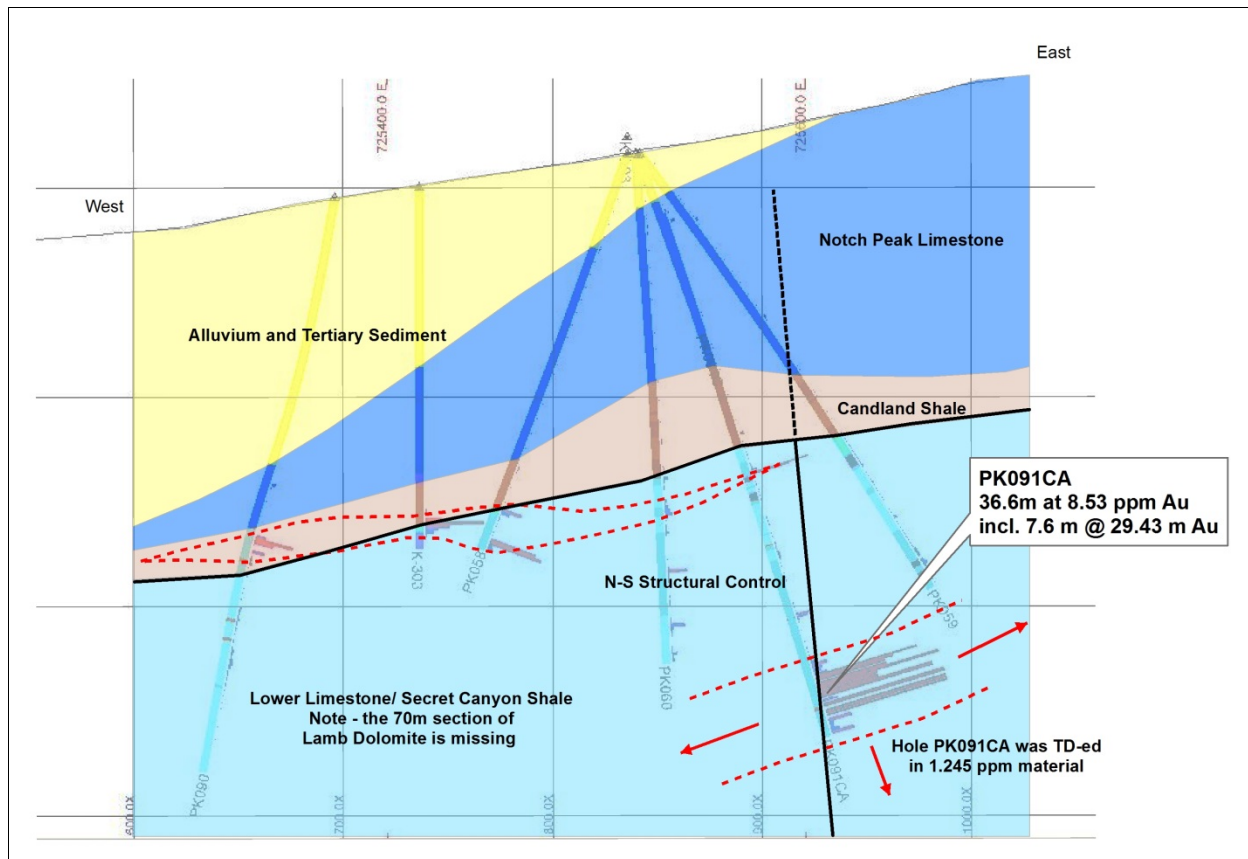 East
725400.0 E
725600.0 E
West
Notch Peak Limestone
Alluvium and Tertiary Sediment
Candland Shale
PK091CA
36.6m at 8.53 ppm Au
incl. 7.6 m @ 29.43 m Au
K-303
PK058
N-S Structural Control
PK059
Lower Limestone/ Secret Canyon Shale
Note - the 70m section of
Lamb Dolomite is missing
PK060
Hole PK091CA was TD-ed
in 1.245 ppm material
PK090
PK091CA
600.0X
700.0X
800.0X
900.0X
1000.0X